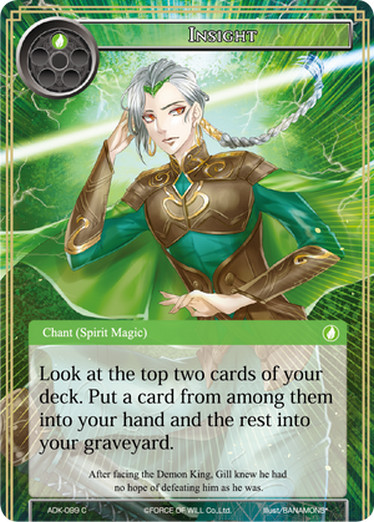 Insight
Chant (Spirit Magic)
Look at the top two cards of your
deck. Put a card from among them
into your hand and the rest into
your graveyard.
After facing the Demon King, Gill knew he had
no hope of defeating him as he was.
ADK-099 C ©FORCE OF WILL Co.,Ltd. Illust/BANAMONS*